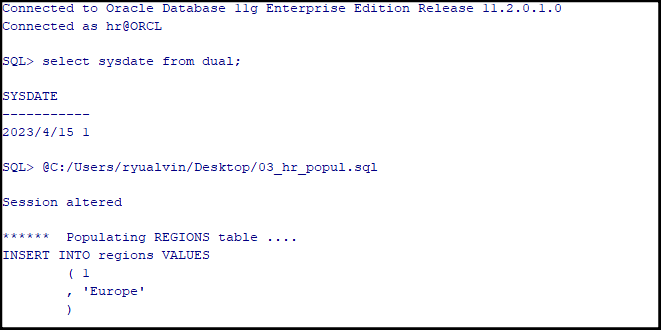 Connected to Oracle Database 11g Enterprise Edition Release 11.2.0.1.0
Connected as hr@ORCL
SQL> select sysdate from dual;
SYSDATE
-----------
2023/4/15 1
SQL> @C:/Users/ryualvin/Desktop/03_hr_popul.sql
Session altered
******  Populating REGIONS table ....
INSERT INTO regions VALUES
        ( 1
        , 'Europe'
        )